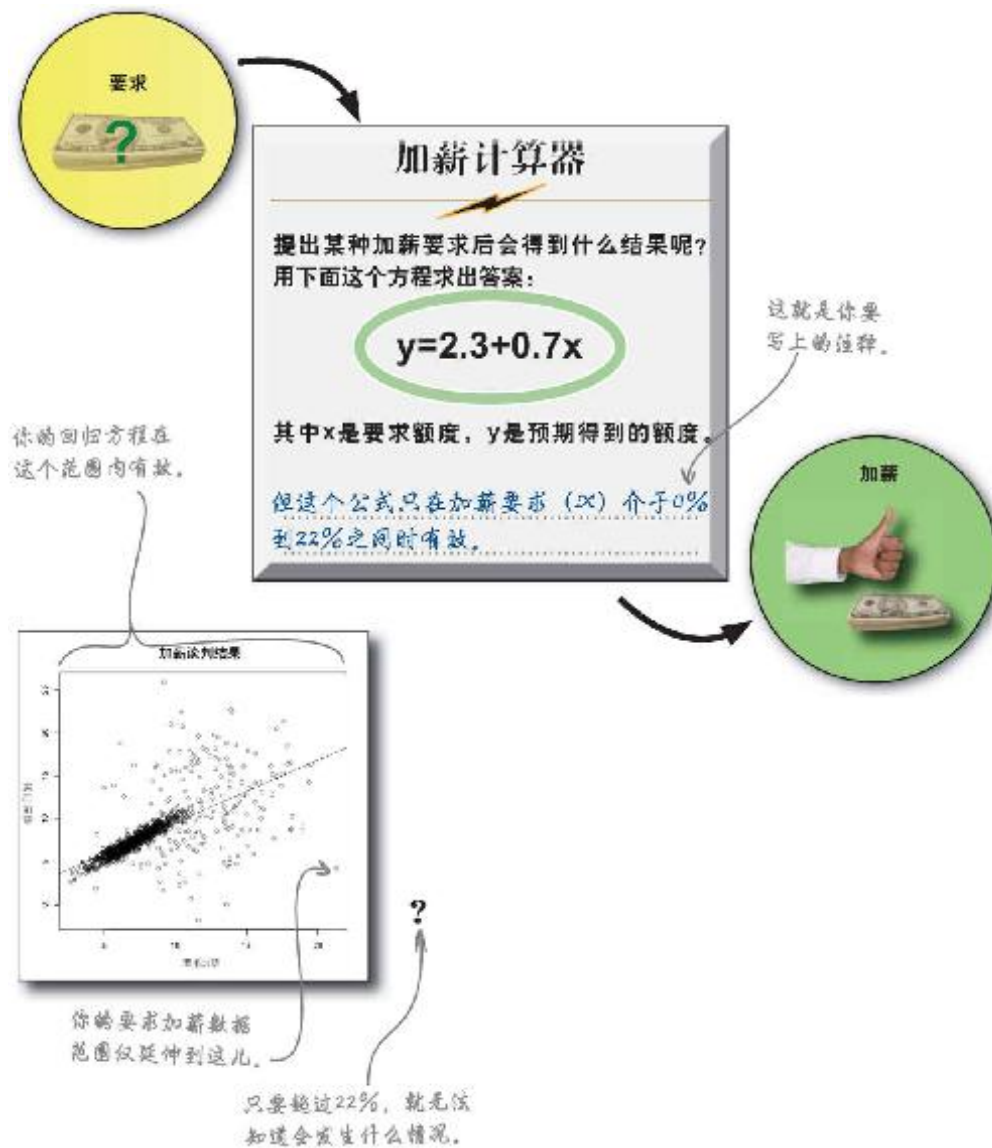 要求
?
加薪计算器
提出某种加薪要求后会得到什么结果呢?
用下面这个方程求出答案:
y=2.3+0.7x
其中x是要求额度，y是预期得到的额度。
但这个公式只在加薪要求（x）介于0%
到22%之间时有效。
这就是你要
写上的注释。
你的回归方程在
这个范围内有效。
加薪
加薪谈判结果
?
你的要求加薪数据
范围仅延伸到这儿。
只要超过22%，就无法
知道会发生什么情况。